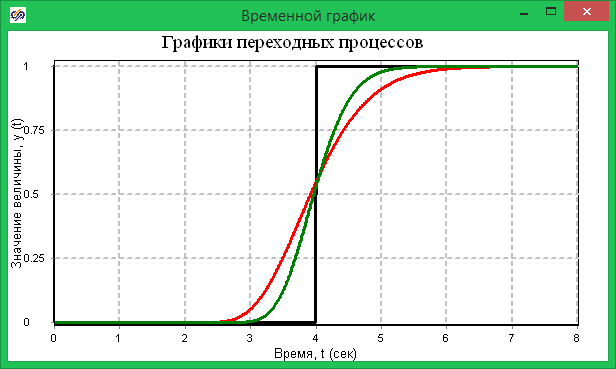 Временной график
Графики переходных процессов
Значение величины, y (t)
1
0.75
0.5
0.25
0
0 1 2 3 4 5 6 7 8
Время, t (сек)